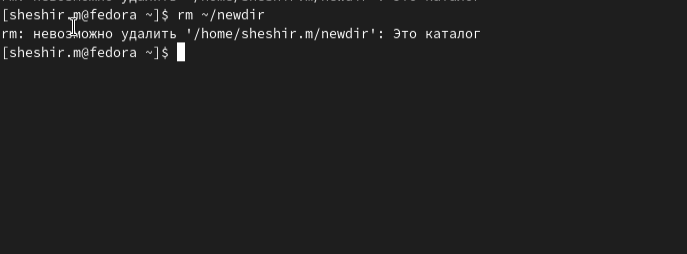 [sheshir.m@fedora ~]$ rm ~/newdir
rm: невозможно удалить '/home/sheshir.m/newdir': Это каталог
[sheshir.m@fedora ~]$